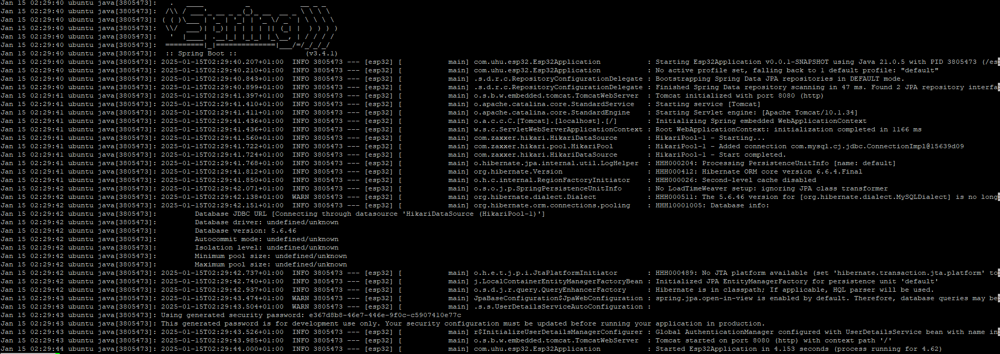 Jan 15 02:29:40 ubuntu java[3805473]:   .   ____          _            __ _ _
Jan 15 02:29:40 ubuntu java[3805473]:  /\\ / ___'_ __ _ _(_)_ __  __ _ \ \ \ \
Jan 15 02:29:40 ubuntu java[3805473]: ( ( )\___ | '_ | '_| | '_ \/ _` | \ \ \ \
Jan 15 02:29:40 ubuntu java[3805473]:  \\/  ___)| |_)| | | | | || (_| |  ) ) ) )
Jan 15 02:29:40 ubuntu java[3805473]:   '  |____| .__|_| |_|_| |_\__, | / / / /
Jan 15 02:29:40 ubuntu java[3805473]:  =========|_|==============|___/=/_/_/_/
Jan 15 02:29:40 ubuntu java[3805473]:  :: Spring Boot ::                (v3.4.1)
Jan 15 02:29:40 ubuntu java[3805473]: 2025-01-15T02:29:40.207+01:00  INFO 3805473 --- [esp32] [           main] com.uhu.esp32.Esp32Application           : Starting Esp32Application v0.0.1-SNAPSHOT using Java 21.0.5 with PID 3805473 (/es>
Jan 15 02:29:40 ubuntu java[3805473]: 2025-01-15T02:29:40.210+01:00  INFO 3805473 --- [esp32] [           main] com.uhu.esp32.Esp32Application           : No active profile set, falling back to 1 default profile: "default"
Jan 15 02:29:40 ubuntu java[3805473]: 2025-01-15T02:29:40.843+01:00  INFO 3805473 --- [esp32] [           main] .s.d.r.c.RepositoryConfigurationDelegate : Bootstrapping Spring Data JPA repositories in DEFAULT mode.
Jan 15 02:29:40 ubuntu java[3805473]: 2025-01-15T02:29:40.899+01:00  INFO 3805473 --- [esp32] [           main] .s.d.r.c.RepositoryConfigurationDelegate : Finished Spring Data repository scanning in 47 ms. Found 2 JPA repository interfa>
Jan 15 02:29:41 ubuntu java[3805473]: 2025-01-15T02:29:41.397+01:00  INFO 3805473 --- [esp32] [           main] o.s.b.w.embedded.tomcat.TomcatWebServer  : Tomcat initialized with port 8080 (http)
Jan 15 02:29:41 ubuntu java[3805473]: 2025-01-15T02:29:41.410+01:00  INFO 3805473 --- [esp32] [           main] o.apache.catalina.core.StandardService   : Starting service [Tomcat]
Jan 15 02:29:41 ubuntu java[3805473]: 2025-01-15T02:29:41.411+01:00  INFO 3805473 --- [esp32] [           main] o.apache.catalina.core.StandardEngine    : Starting Servlet engine: [Apache Tomcat/10.1.34]
Jan 15 02:29:41 ubuntu java[3805473]: 2025-01-15T02:29:41.436+01:00  INFO 3805473 --- [esp32] [           main] o.a.c.c.C.[Tomcat].[localhost].[/]       : Initializing Spring embedded WebApplicationContext
Jan 15 02:29:41 ubuntu java[3805473]: 2025-01-15T02:29:41.436+01:00  INFO 3805473 --- [esp32] [           main] w.s.c.ServletWebServerApplicationContext : Root WebApplicationContext: initialization completed in 1166 ms
Jan 15 02:29:41 ubuntu java[3805473]: 2025-01-15T02:29:41.560+01:00  INFO 3805473 --- [esp32] [           main] com.zaxxer.hikari.HikariDataSource       : HikariPool-1 - Starting...
Jan 15 02:29:41 ubuntu java[3805473]: 2025-01-15T02:29:41.722+01:00  INFO 3805473 --- [esp32] [           main] com.zaxxer.hikari.pool.HikariPool        : HikariPool-1 - Added connection com.mysql.cj.jdbc.ConnectionImpl@15639d09
Jan 15 02:29:41 ubuntu java[3805473]: 2025-01-15T02:29:41.724+01:00  INFO 3805473 --- [esp32] [           main] com.zaxxer.hikari.HikariDataSource       : HikariPool-1 - Start completed.
Jan 15 02:29:41 ubuntu java[3805473]: 2025-01-15T02:29:41.768+01:00  INFO 3805473 --- [esp32] [           main] o.hibernate.jpa.internal.util.LogHelper  : HHH000204: Processing PersistenceUnitInfo [name: default]
Jan 15 02:29:41 ubuntu java[3805473]: 2025-01-15T02:29:41.812+01:00  INFO 3805473 --- [esp32] [           main] org.hibernate.Version                    : HHH000412: Hibernate ORM core version 6.6.4.Final
Jan 15 02:29:41 ubuntu java[3805473]: 2025-01-15T02:29:41.850+01:00  INFO 3805473 --- [esp32] [           main] o.h.c.internal.RegionFactoryInitiator    : HHH000026: Second-level cache disabled
Jan 15 02:29:42 ubuntu java[3805473]: 2025-01-15T02:29:42.071+01:00  INFO 3805473 --- [esp32] [           main] o.s.o.j.p.SpringPersistenceUnitInfo      : No LoadTimeWeaver setup: ignoring JPA class transformer
Jan 15 02:29:42 ubuntu java[3805473]: 2025-01-15T02:29:42.138+01:00  WARN 3805473 --- [esp32] [           main] org.hibernate.dialect.Dialect            : HHH000511: The 5.6.46 version for [org.hibernate.dialect.MySQLDialect] is no long>
Jan 15 02:29:42 ubuntu java[3805473]: 2025-01-15T02:29:42.151+01:00  INFO 3805473 --- [esp32] [           main] org.hibernate.orm.connections.pooling    : HHH10001005: Database info:
Jan 15 02:29:42 ubuntu java[3805473]:         Database JDBC URL [Connecting through datasource 'HikariDataSource (HikariPool-1)']
Jan 15 02:29:42 ubuntu java[3805473]:         Database driver: undefined/unknown
Jan 15 02:29:42 ubuntu java[3805473]:         Database version: 5.6.46
Jan 15 02:29:42 ubuntu java[3805473]:         Autocommit mode: undefined/unknown
Jan 15 02:29:42 ubuntu java[3805473]:         Isolation level: undefined/unknown
Jan 15 02:29:42 ubuntu java[3805473]:         Minimum pool size: undefined/unknown
Jan 15 02:29:42 ubuntu java[3805473]:         Maximum pool size: undefined/unknown
Jan 15 02:29:42 ubuntu java[3805473]: 2025-01-15T02:29:42.737+01:00  INFO 3805473 --- [esp32] [           main] o.h.e.t.j.p.i.JtaPlatformInitiator       : HHH000489: No JTA platform available (set 'hibernate.transaction.jta.platform' to>
Jan 15 02:29:42 ubuntu java[3805473]: 2025-01-15T02:29:42.740+01:00  INFO 3805473 --- [esp32] [           main] j.LocalContainerEntityManagerFactoryBean : Initialized JPA EntityManagerFactory for persistence unit 'default'
Jan 15 02:29:42 ubuntu java[3805473]: 2025-01-15T02:29:42.937+01:00  INFO 3805473 --- [esp32] [           main] o.s.d.j.r.query.QueryEnhancerFactory     : Hibernate is in classpath; If applicable, HQL parser will be used.
Jan 15 02:29:43 ubuntu java[3805473]: 2025-01-15T02:29:43.474+01:00  WARN 3805473 --- [esp32] [           main] JpaBaseConfiguration$JpaWebConfiguration : spring.jpa.open-in-view is enabled by default. Therefore, database queries may be>
Jan 15 02:29:43 ubuntu java[3805473]: 2025-01-15T02:29:43.504+01:00  WARN 3805473 --- [esp32] [           main] .s.s.UserDetailsServiceAutoConfiguration :
Jan 15 02:29:43 ubuntu java[3805473]: Using generated security password: e367d8b8-46e7-446e-9f0c-c5907410e77c
Jan 15 02:29:43 ubuntu java[3805473]: This generated password is for development use only. Your security configuration must be updated before running your application in production.
Jan 15 02:29:43 ubuntu java[3805473]: 2025-01-15T02:29:43.526+01:00  INFO 3805473 --- [esp32] [           main] r$InitializeUserDetailsManagerConfigurer : Global AuthenticationManager configured with UserDetailsService bean with name in>
Jan 15 02:29:43 ubuntu java[3805473]: 2025-01-15T02:29:43.985+01:00  INFO 3805473 --- [esp32] [           main] o.s.b.w.embedded.tomcat.TomcatWebServer  : Tomcat started on port 8080 (http) with context path '/'
Jan 15 02:29:44 ubuntu java[3805473]: 2025-01-15T02:29:44.000+01:00  INFO 3805473 --- [esp32] [           main] com.uhu.esp32.Esp32Application           : Started Esp32Application in 4.153 seconds (process running for 4.62)